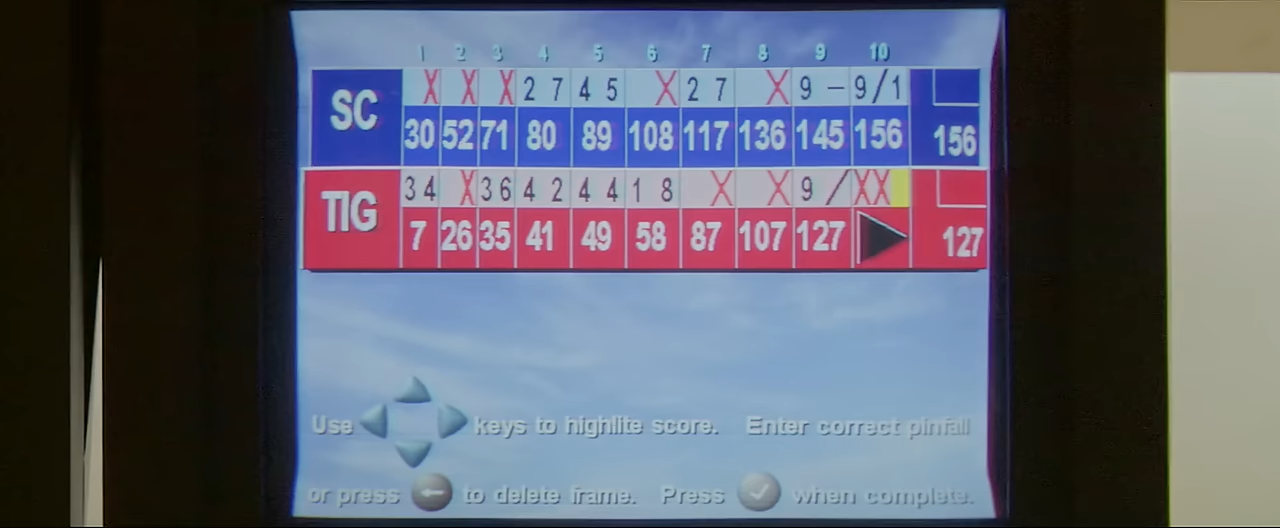 1 2 3 4 5 6 7 8 9 10
SC X X X 2 7 4 5 X 2 7 X 9 - 9 / 1
30 52 71 80 89 108 117 136 145 156 156
TIG 3 4 X 3 6 4 2 4 4 1 8 X X 9 / X X
7 26 35 41 49 58 87 107 127 127
Use keys to highlite score. Enter correct pinfall
or press to delete frame. Press when complete.